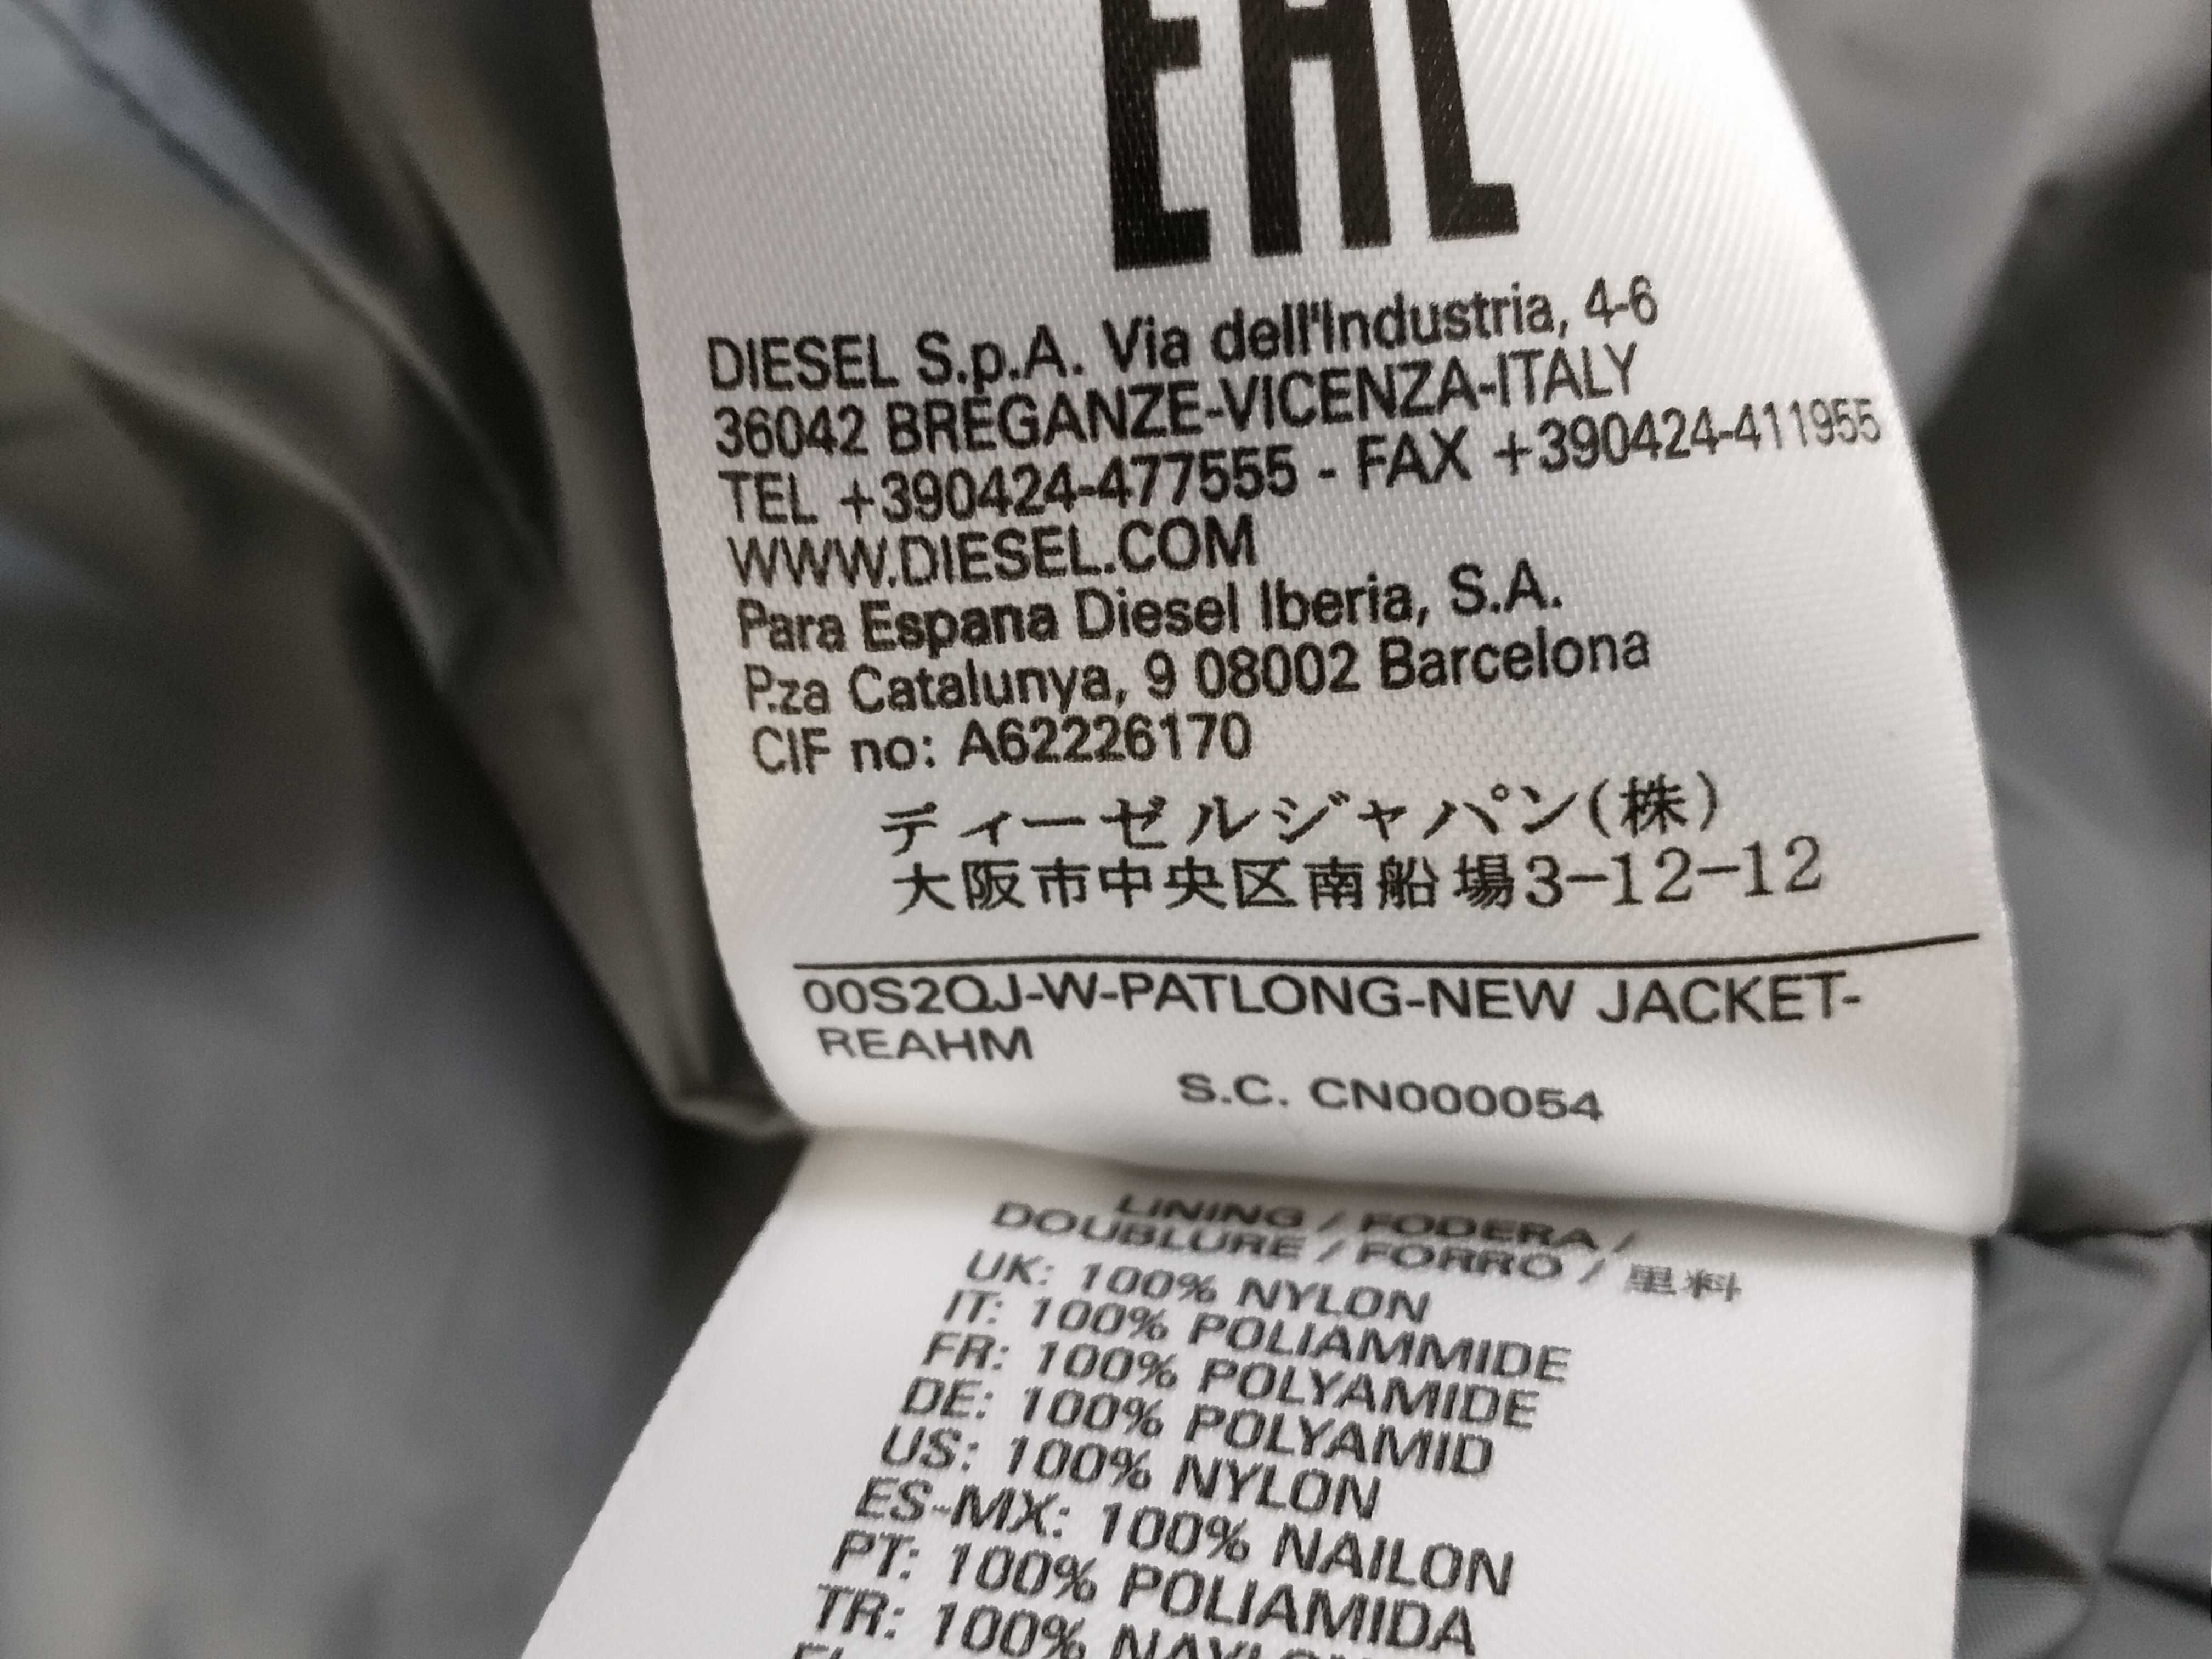 EAC
DIESEL S.p.A. Via dell'Industria, 4-6
36042 BREGANZE-VICENZA-ITALY
TEL +390424-477555 - FAX +390424-411955
WWW.DIESEL.COM
Para Espana Diesel Iberia, S.A.
P.za Catalunya, 9 08002 Barcelona
CIF no: A62226170
ディーゼルジャパン(株)
大阪市中央区南船場3-12-12
00S2QJ-W-PATLONG-NEW JACKET-
REAHM
S.C. CN000054
LINING / FODERA /
DOUBLURE / FORRO / 里料
UK: 100% NYLON
IT: 100% POLIAMMIDE
FR: 100% POLYAMIDE
DE: 100% POLYAMID
US: 100% NYLON
ES-MX: 100% NAILON
PT: 100% POLIAMIDA
TR: 100%